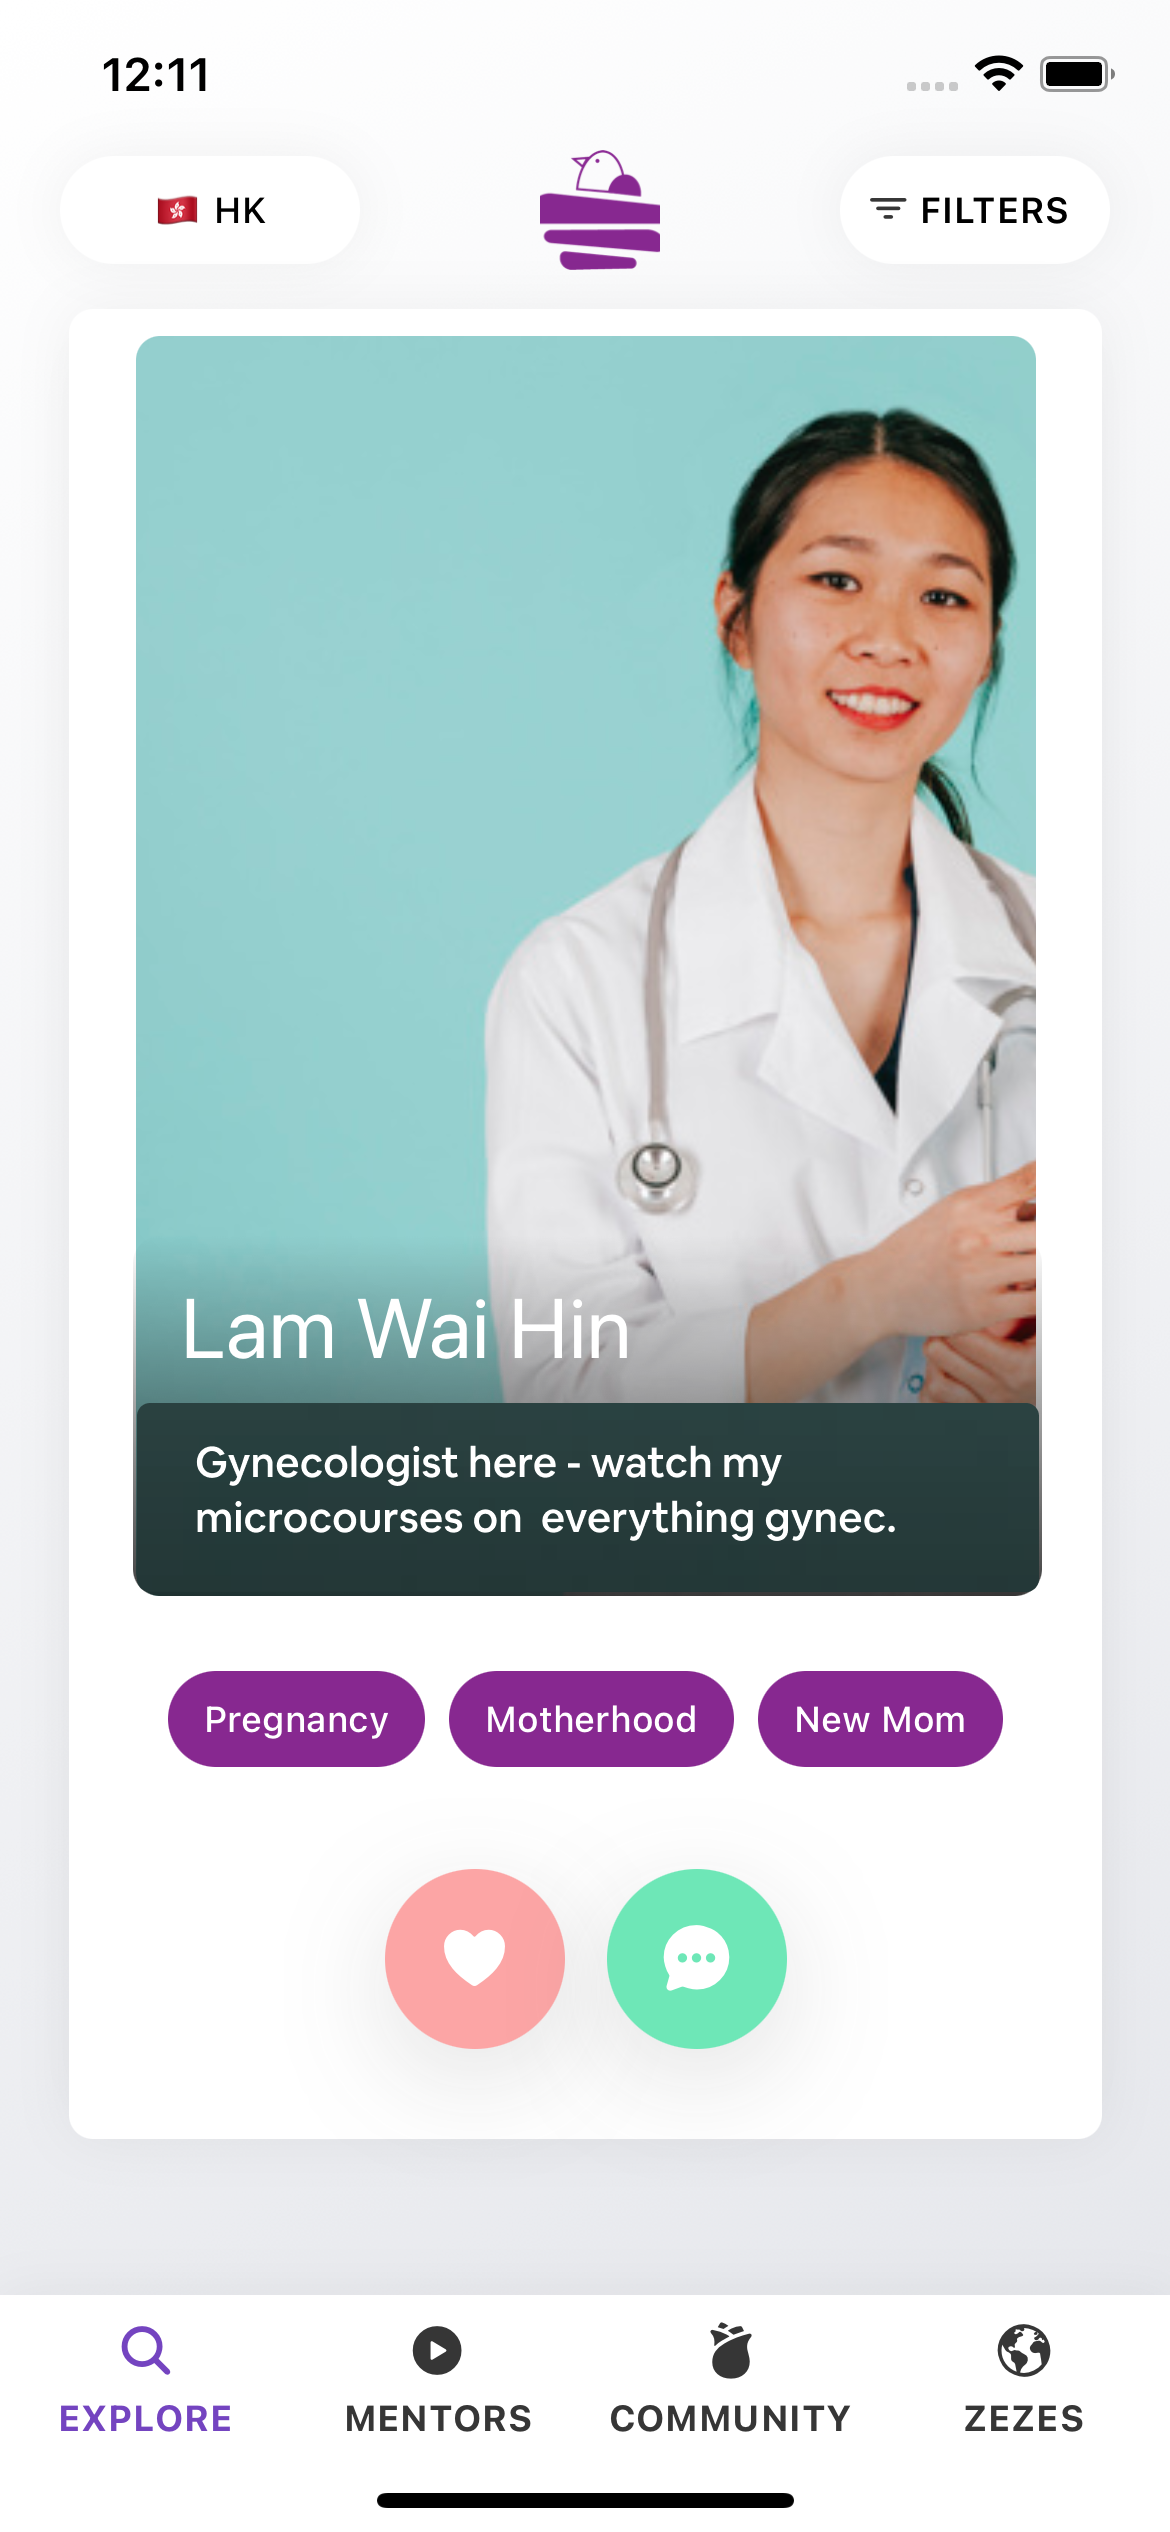 12:11
🇭🇰 HK
FILTERS
Lam Wai Hin
Gynecologist here - watch my
microcourses on  everything gynec.
Pregnancy Motherhood New Mom
EXPLORE MENTORS COMMUNITY ZEZES